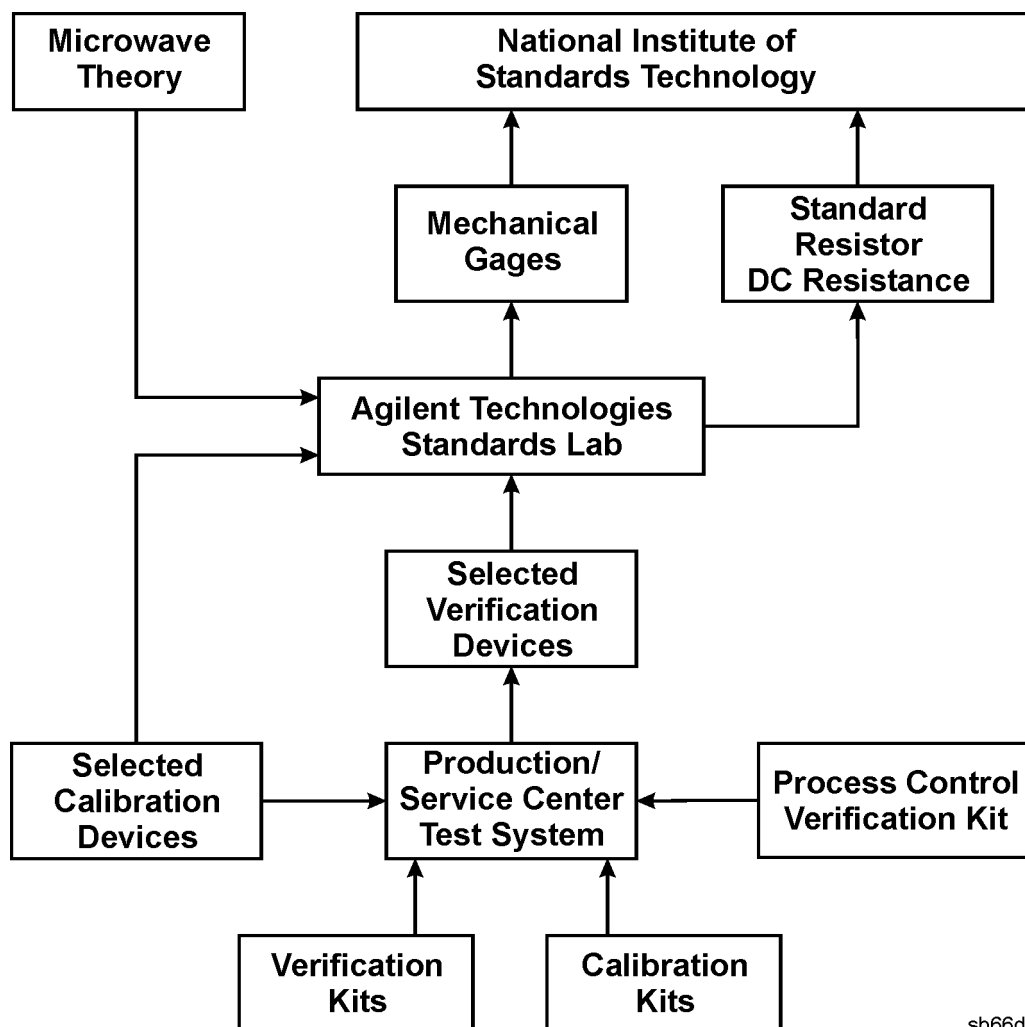 Microwave
Theory
National Institute of
Standards Technology
Mechanical
Gages
Standard
Resistor
DC Resistance
Agilent Technologies
Standards Lab
Selected
Verification
Devices
Selected
Calibration
Devices
Production/
Service Center
Test System
Process Control
Verification Kit
Verification
Kits
Calibration
Kits
sb66d